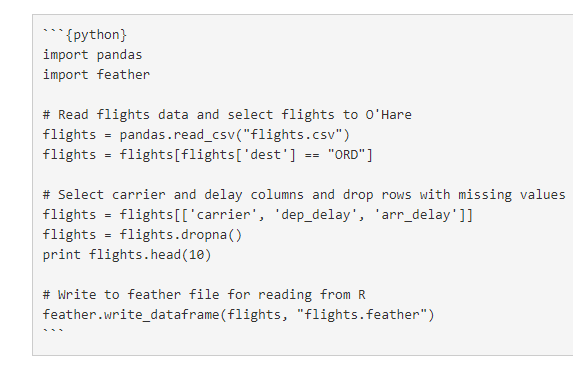 ```{python}
import pandas
import feather

# Read flights data and select flights to O'Hare
flights = pandas.read_csv("flights.csv")
flights = flights[flights['dest'] == "ORD"]

# Select carrier and delay columns and drop rows with missing values
flights = flights[['carrier', 'dep_delay', 'arr_delay']]
flights = flights.dropna()
print flights.head(10)

# Write to feather file for reading from R
feather.write_dataframe(flights, "flights.feather")
```